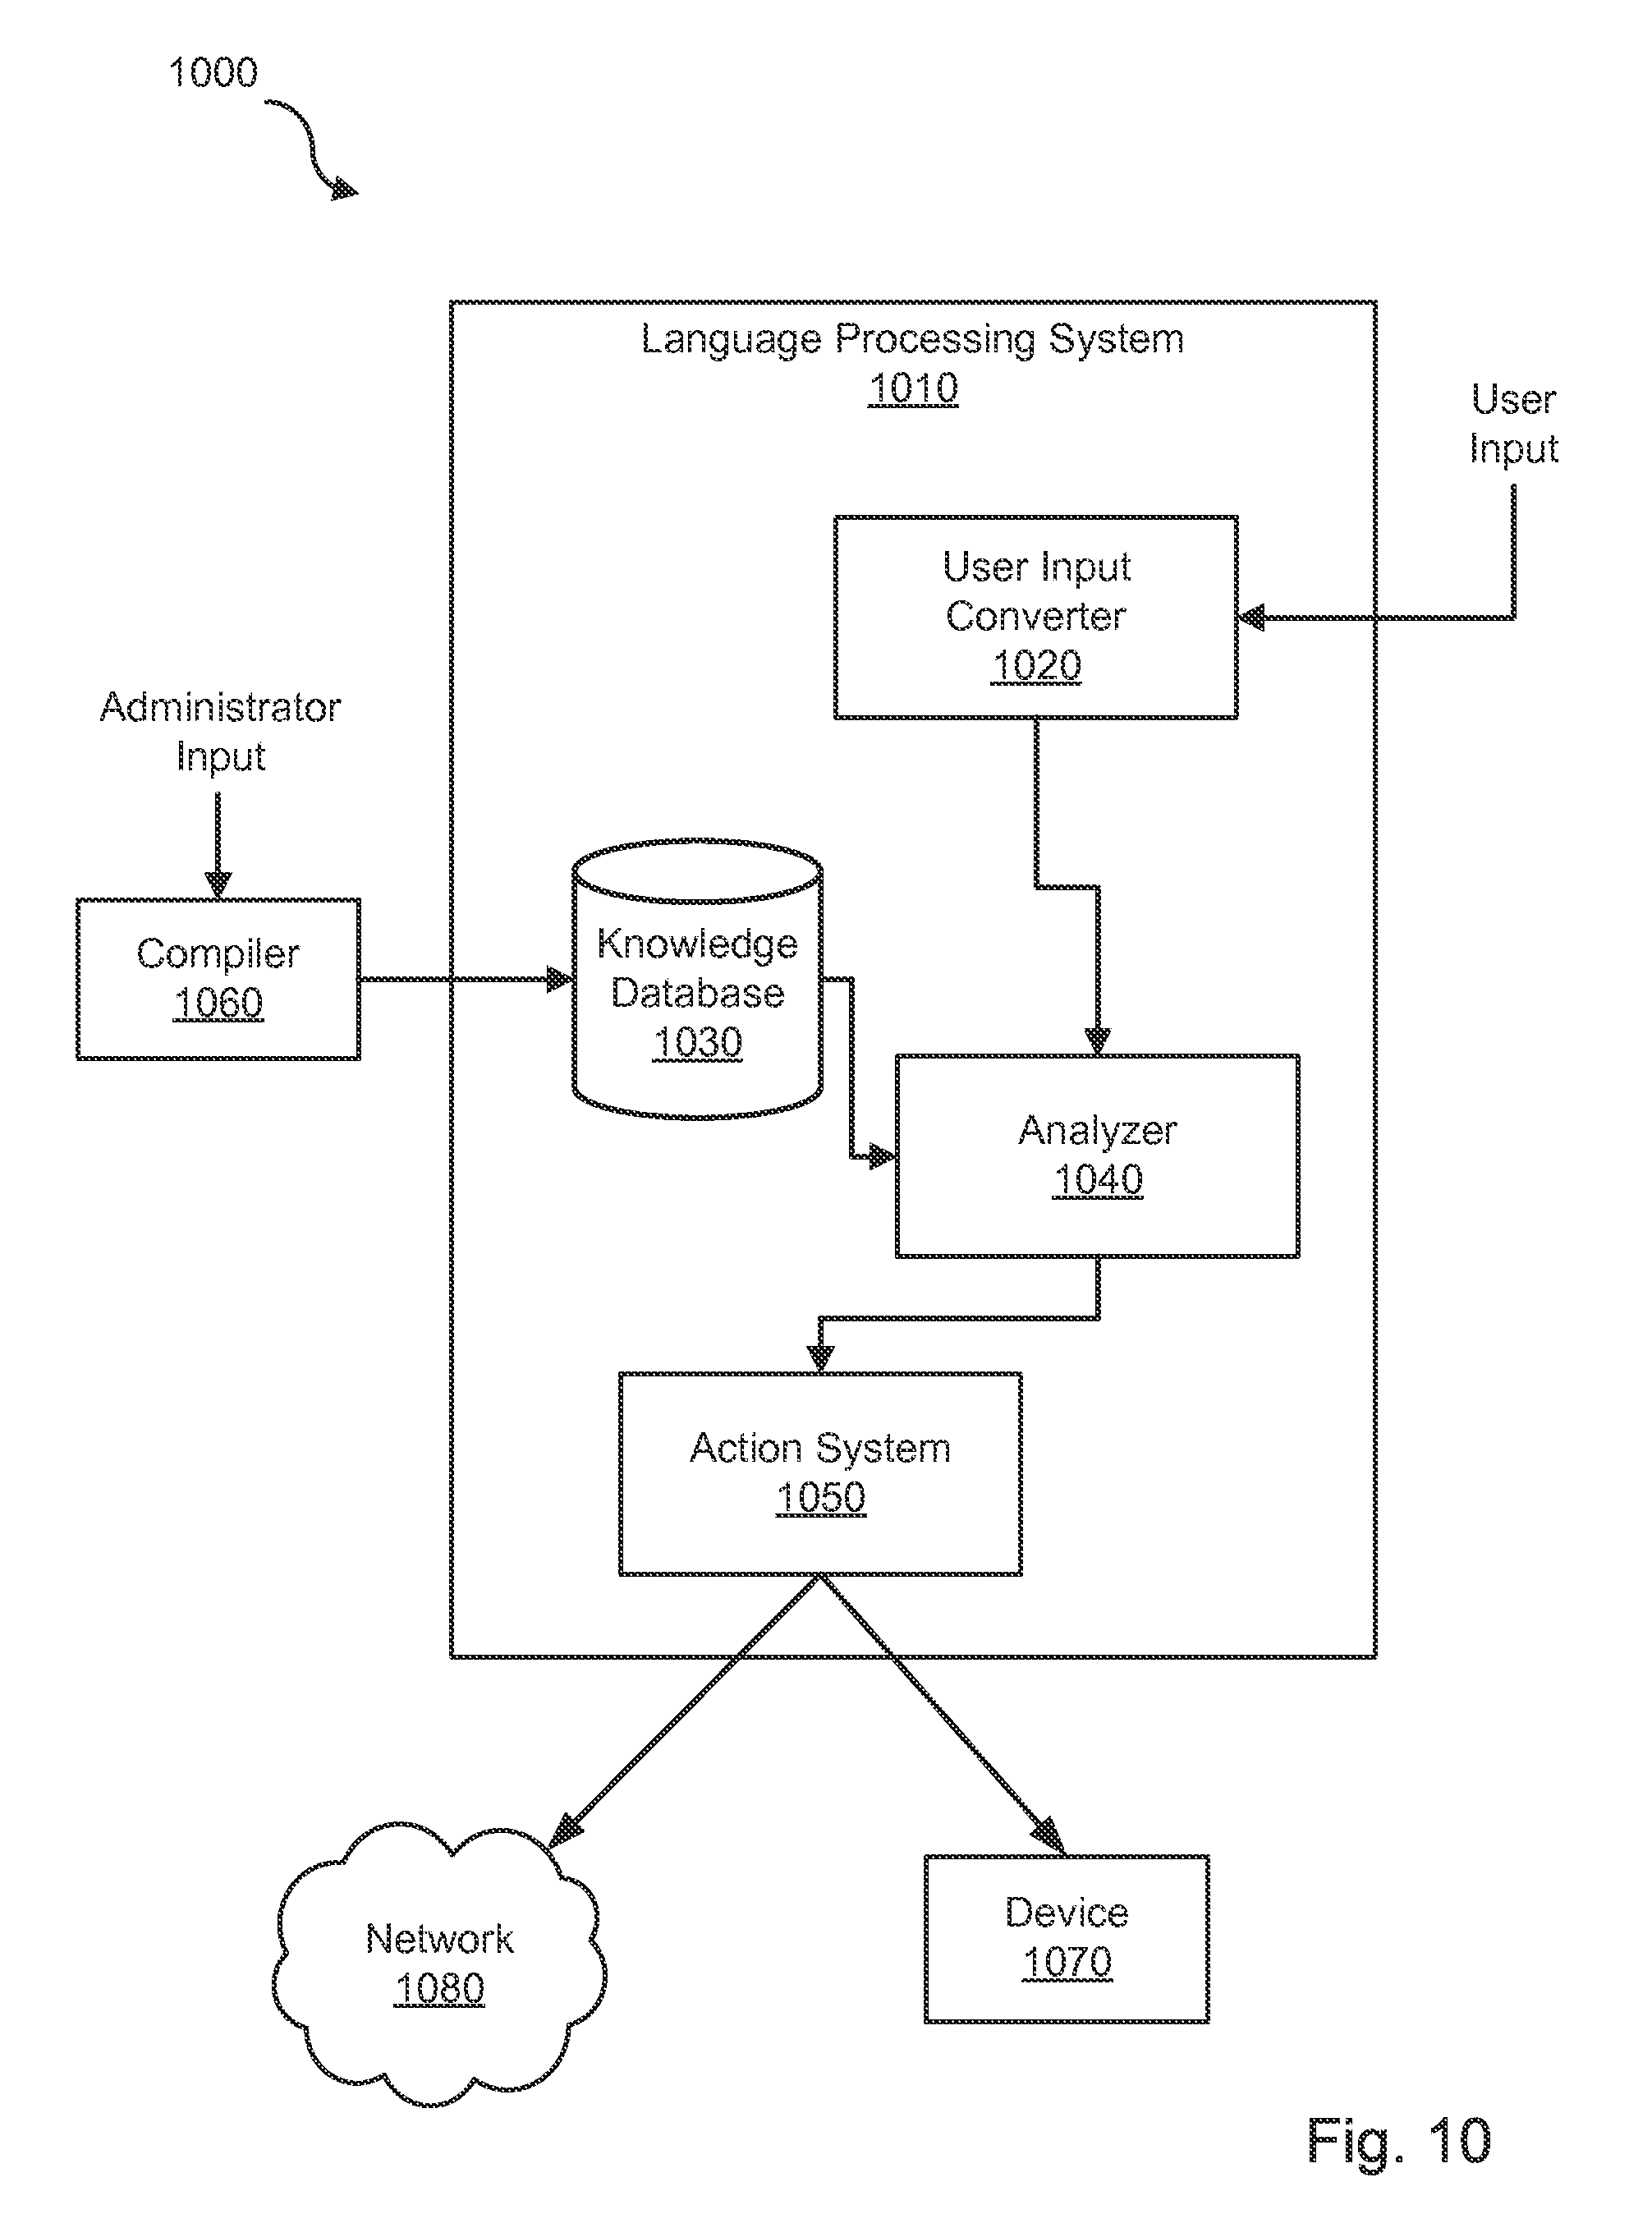 1000
Language Processing System
1010
User
Input
User Input
Converter
1020
Administrator
Input
Compiler
1060
Knowledge
Database
1030
Analyzer
1040
Action System
1050
Network
1080
Device
1070
Fig. 10